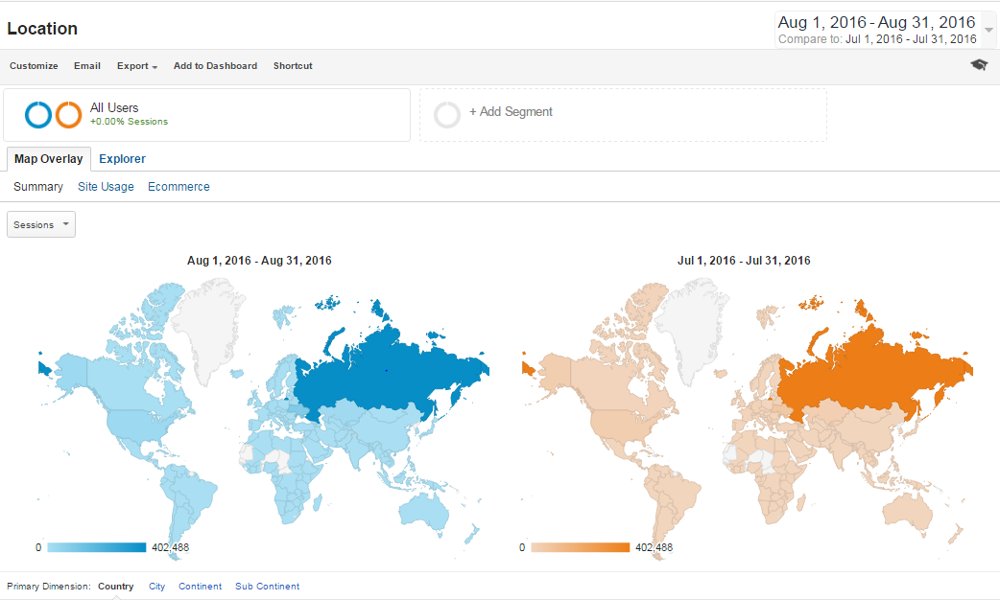 Location
Aug 1, 2016 - Aug 31, 2016
Compare to: Jul 1, 2016 - Jul 31, 2016
Customize Email Export Add to Dashboard Shortcut
All Users
+0.00% Sessions
+ Add Segment
Map Overlay Explorer
Summary Site Usage Ecommerce
Sessions
Aug 1, 2016 - Aug 31, 2016
Jul 1, 2016 - Jul 31, 2016
0 402,488
0 402,488
Primary Dimension: Country City Continent Sub Continent